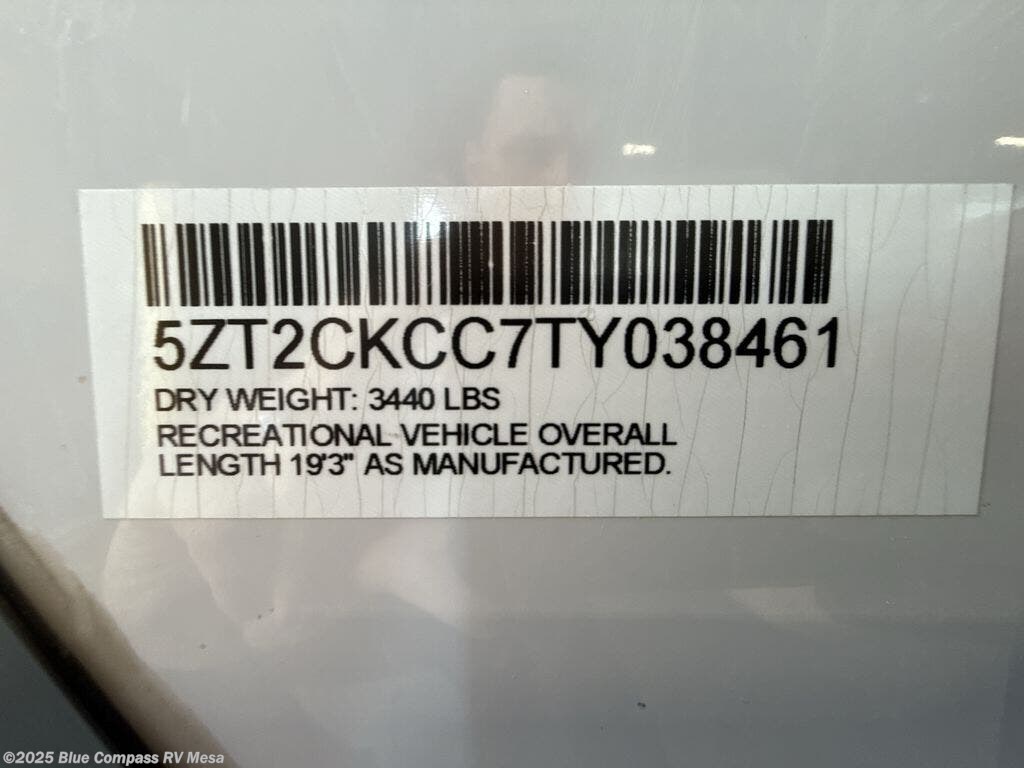 5ZT2CKCC7TY038461
DRY WEIGHT: 3440 LBS
RECREATIONAL VEHICLE OVERALL
LENGTH 19'3" AS MANUFACTURED.
©2025 Blue Compass RV Mesa